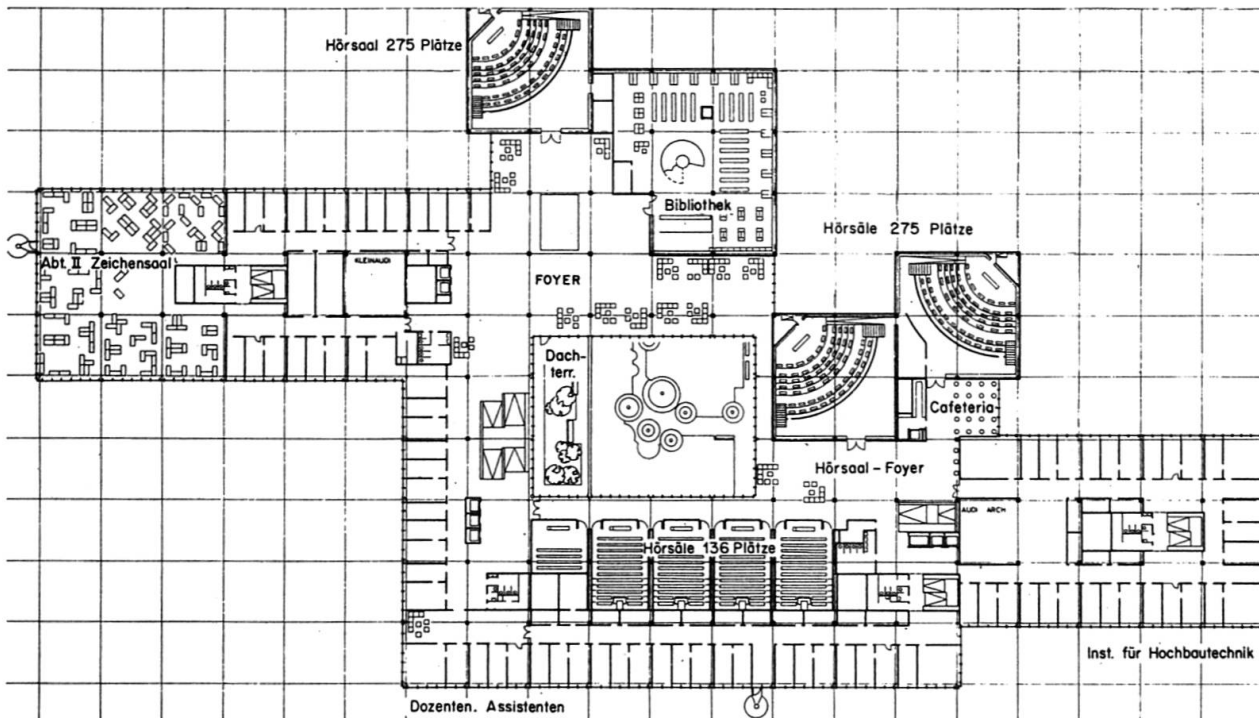 Hörsaal 275 Plätze
Bibliothek
Hörsäle 275 Plätze
Abt. II Zeichensaal
KLEINAUDI
FOYER
Dach-
terr.
Cafeteria
Hörsaal - Foyer
AUDI ARCH
Hörsäle 136 Plätze
Inst. für Hochbautechnik
Dozenten. Assistenten